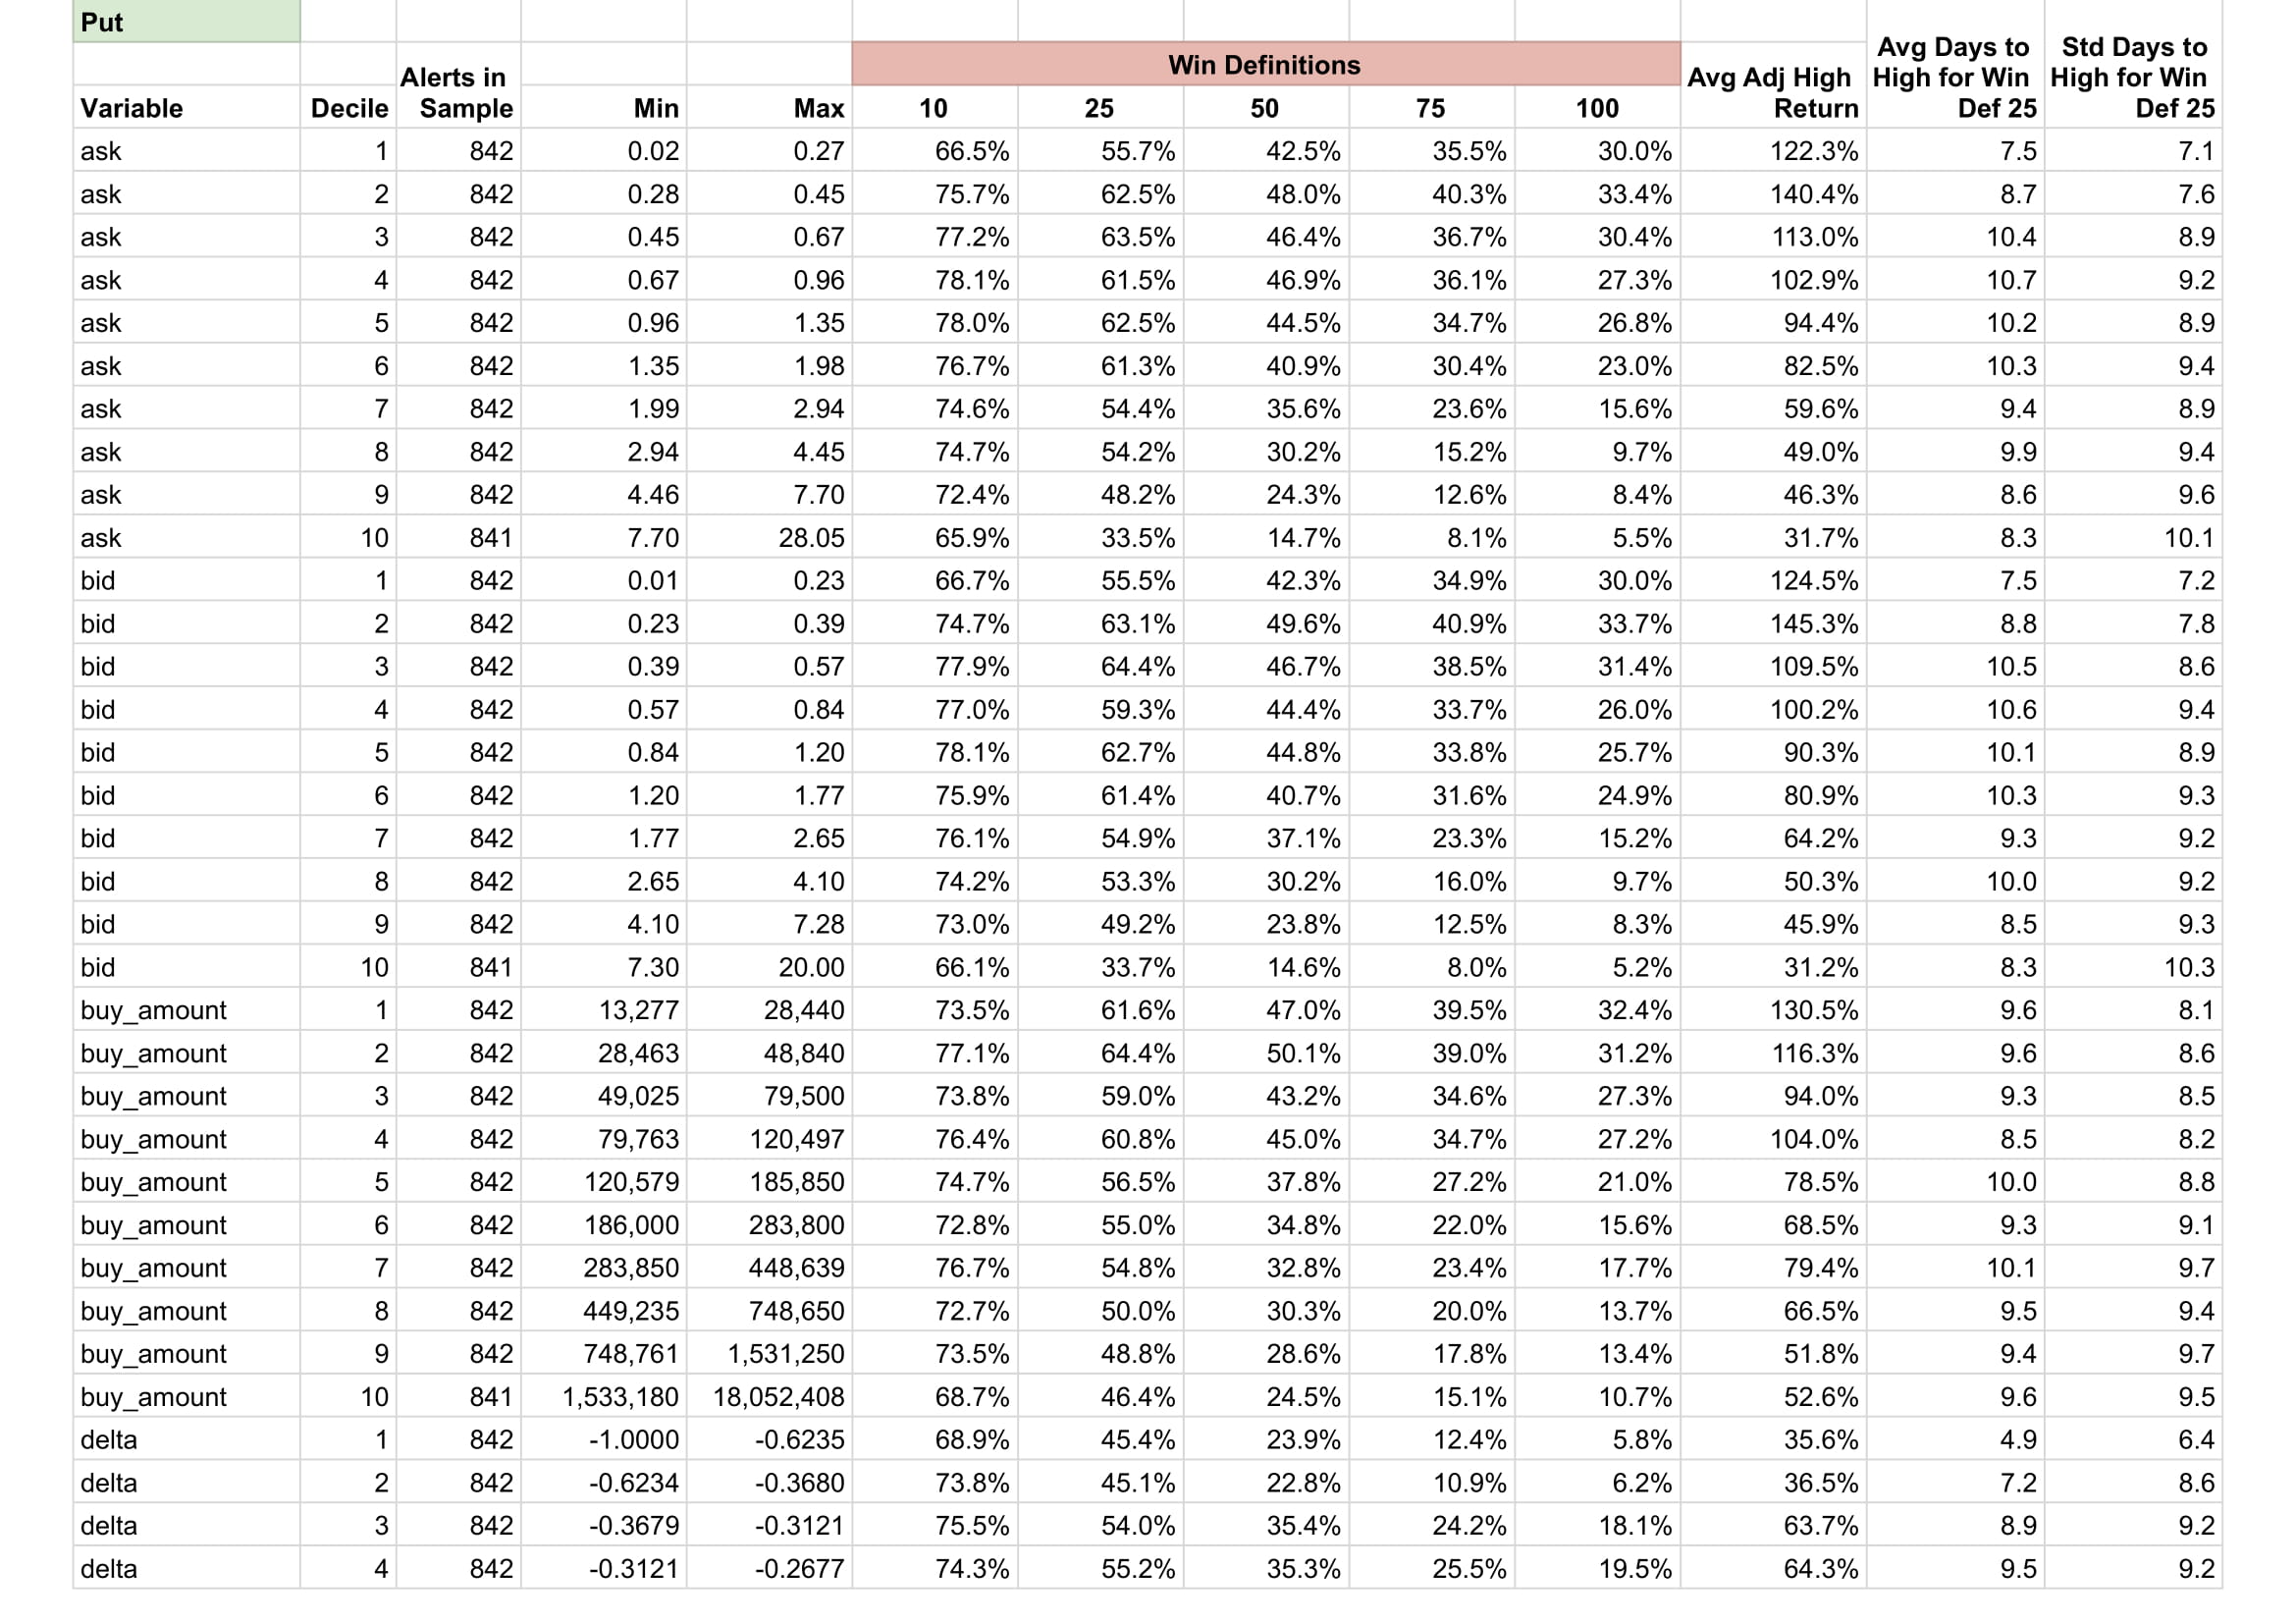 Put
Win Definitions
Variable Decile Alerts in Sample Min Max 10 25 50 75 100 Avg Adj High Return Avg Days to High for Win Def 25 Std Days to High for Win Def 25
ask 1 842 0.02 0.27 66.5% 55.7% 42.5% 35.5% 30.0% 122.3% 7.5 7.1
ask 2 842 0.28 0.45 75.7% 62.5% 48.0% 40.3% 33.4% 140.4% 8.7 7.6
ask 3 842 0.45 0.67 77.2% 63.5% 46.4% 36.7% 30.4% 113.0% 10.4 8.9
ask 4 842 0.67 0.96 78.1% 61.5% 46.9% 36.1% 27.3% 102.9% 10.7 9.2
ask 5 842 0.96 1.35 78.0% 62.5% 44.5% 34.7% 26.8% 94.4% 10.2 8.9
ask 6 842 1.35 1.98 76.7% 61.3% 40.9% 30.4% 23.0% 82.5% 10.3 9.4
ask 7 842 1.99 2.94 74.6% 54.4% 35.6% 23.6% 15.6% 59.6% 9.4 8.9
ask 8 842 2.94 4.45 74.7% 54.2% 30.2% 15.2% 9.7% 49.0% 9.9 9.4
ask 9 842 4.46 7.70 72.4% 48.2% 24.3% 12.6% 8.4% 46.3% 8.6 9.6
ask 10 841 7.70 28.05 65.9% 33.5% 14.7% 8.1% 5.5% 31.7% 8.3 10.1
bid 1 842 0.01 0.23 66.7% 55.5% 42.3% 34.9% 30.0% 124.5% 7.5 7.2
bid 2 842 0.23 0.39 74.7% 63.1% 49.6% 40.9% 33.7% 145.3% 8.8 7.8
bid 3 842 0.39 0.57 77.9% 64.4% 46.7% 38.5% 31.4% 109.5% 10.5 8.6
bid 4 842 0.57 0.84 77.0% 59.3% 44.4% 33.7% 26.0% 100.2% 10.6 9.4
bid 5 842 0.84 1.20 78.1% 62.7% 44.8% 33.8% 25.7% 90.3% 10.1 8.9
bid 6 842 1.20 1.77 75.9% 61.4% 40.7% 31.6% 24.9% 80.9% 10.3 9.3
bid 7 842 1.77 2.65 76.1% 54.9% 37.1% 23.3% 15.2% 64.2% 9.3 9.2
bid 8 842 2.65 4.10 74.2% 53.3% 30.2% 16.0% 9.7% 50.3% 10.0 9.2
bid 9 842 4.10 7.28 73.0% 49.2% 23.8% 12.5% 8.3% 45.9% 8.5 9.3
bid 10 841 7.30 20.00 66.1% 33.7% 14.6% 8.0% 5.2% 31.2% 8.3 10.3
buy_amount 1 842 13,277 28,440 73.5% 61.6% 47.0% 39.5% 32.4% 130.5% 9.6 8.1
buy_amount 2 842 28,463 48,840 77.1% 64.4% 50.1% 39.0% 31.2% 116.3% 9.6 8.6
buy_amount 3 842 49,025 79,500 73.8% 59.0% 43.2% 34.6% 27.3% 94.0% 9.3 8.5
buy_amount 4 842 79,763 120,497 76.4% 60.8% 45.0% 34.7% 27.2% 104.0% 8.5 8.2
buy_amount 5 842 120,579 185,850 74.7% 56.5% 37.8% 27.2% 21.0% 78.5% 10.0 8.8
buy_amount 6 842 186,000 283,800 72.8% 55.0% 34.8% 22.0% 15.6% 68.5% 9.3 9.1
buy_amount 7 842 283,850 448,639 76.7% 54.8% 32.8% 23.4% 17.7% 79.4% 10.1 9.7
buy_amount 8 842 449,235 748,650 72.7% 50.0% 30.3% 20.0% 13.7% 66.5% 9.5 9.4
buy_amount 9 842 748,761 1,531,250 73.5% 48.8% 28.6% 17.8% 13.4% 51.8% 9.4 9.7
buy_amount 10 841 1,533,180 18,052,408 68.7% 46.4% 24.5% 15.1% 10.7% 52.6% 9.6 9.5
delta 1 842 -1.0000 -0.6235 68.9% 45.4% 23.9% 12.4% 5.8% 35.6% 4.9 6.4
delta 2 842 -0.6234 -0.3680 73.8% 45.1% 22.8% 10.9% 6.2% 36.5% 7.2 8.6
delta 3 842 -0.3679 -0.3121 75.5% 54.0% 35.4% 24.2% 18.1% 63.7% 8.9 9.2
delta 4 842 -0.3121 -0.2677 74.3% 55.2% 35.3% 25.5% 19.5% 64.3% 9.5 9.2